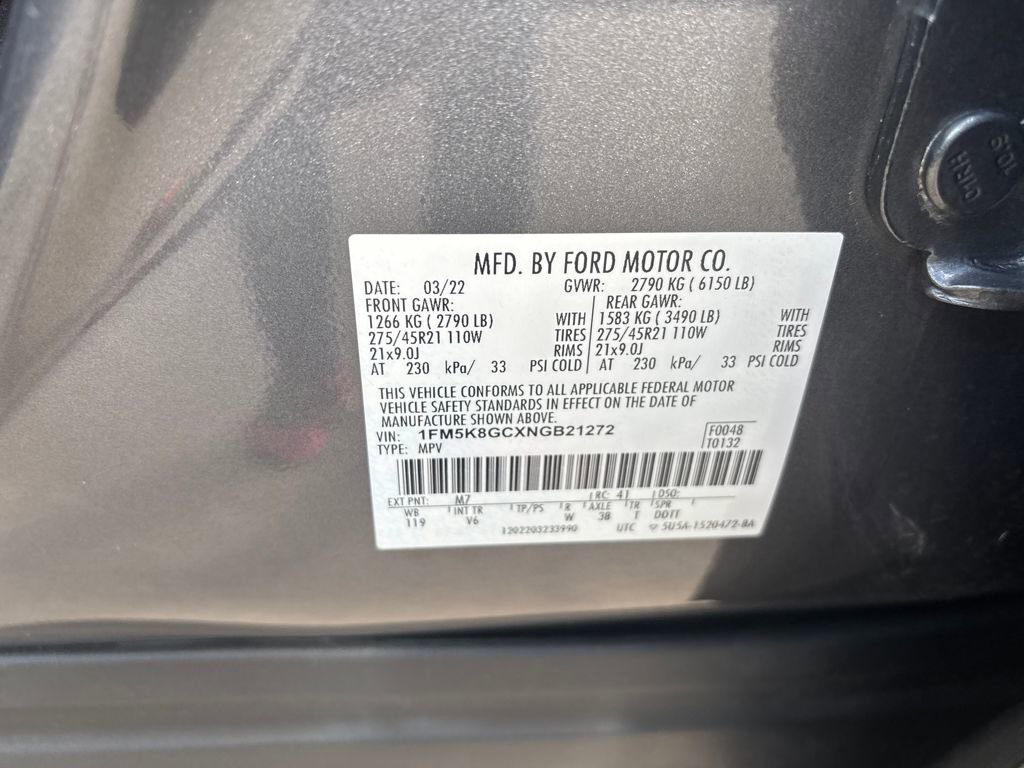 MFD. BY FORD MOTOR CO.
DATE: 03/22 GVWR: 2790 KG ( 6150 LB)
FRONT GAWR: REAR GAWR:
1266 KG ( 2790 LB) WITH 1583 KG ( 3490 LB) WITH
275/45R21 110W TIRES 275/45R21 110W TIRES
21x9.0J RIMS 21x9.0J RIMS
AT 230 kPa/ 33 PSI COLD AT 230 kPa/ 33 PSI COLD
THIS VEHICLE CONFORMS TO ALL APPLICABLE FEDERAL MOTOR
VEHICLE SAFETY STANDARDS IN EFFECT ON THE DATE OF
MANUFACTURE SHOWN ABOVE.
VIN: 1FM5K8GCXNGB21272 F0048
TYPE: MPV T0132
EXT PNT: M7 RC: 41 DSO:
WB INT TR TP/PS R AXLE TR SPR
119 V6 W 38 T DDTT
1202203233990 UTC 5U5A-1520472-BA
01RH
1019